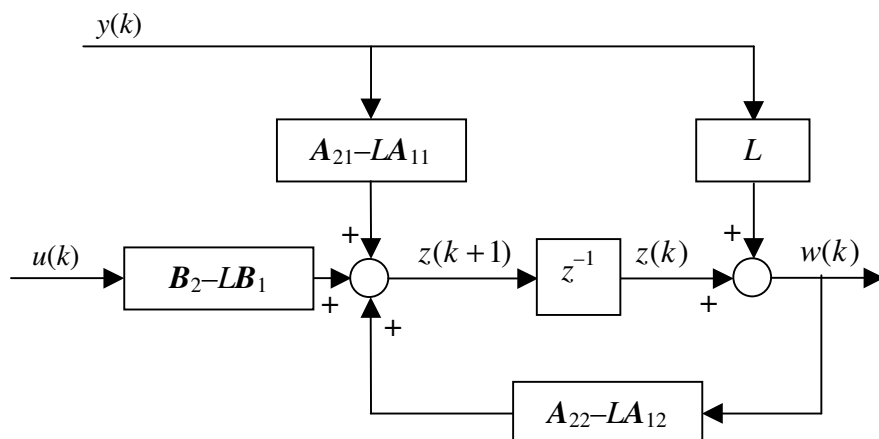 y(k)
A₂₁–LA₁₁
L
u(k)
B₂–LB₁
+
+
+
z(k+1)
z⁻¹
z(k)
+
+
w(k)
A₂₂–LA₁₂